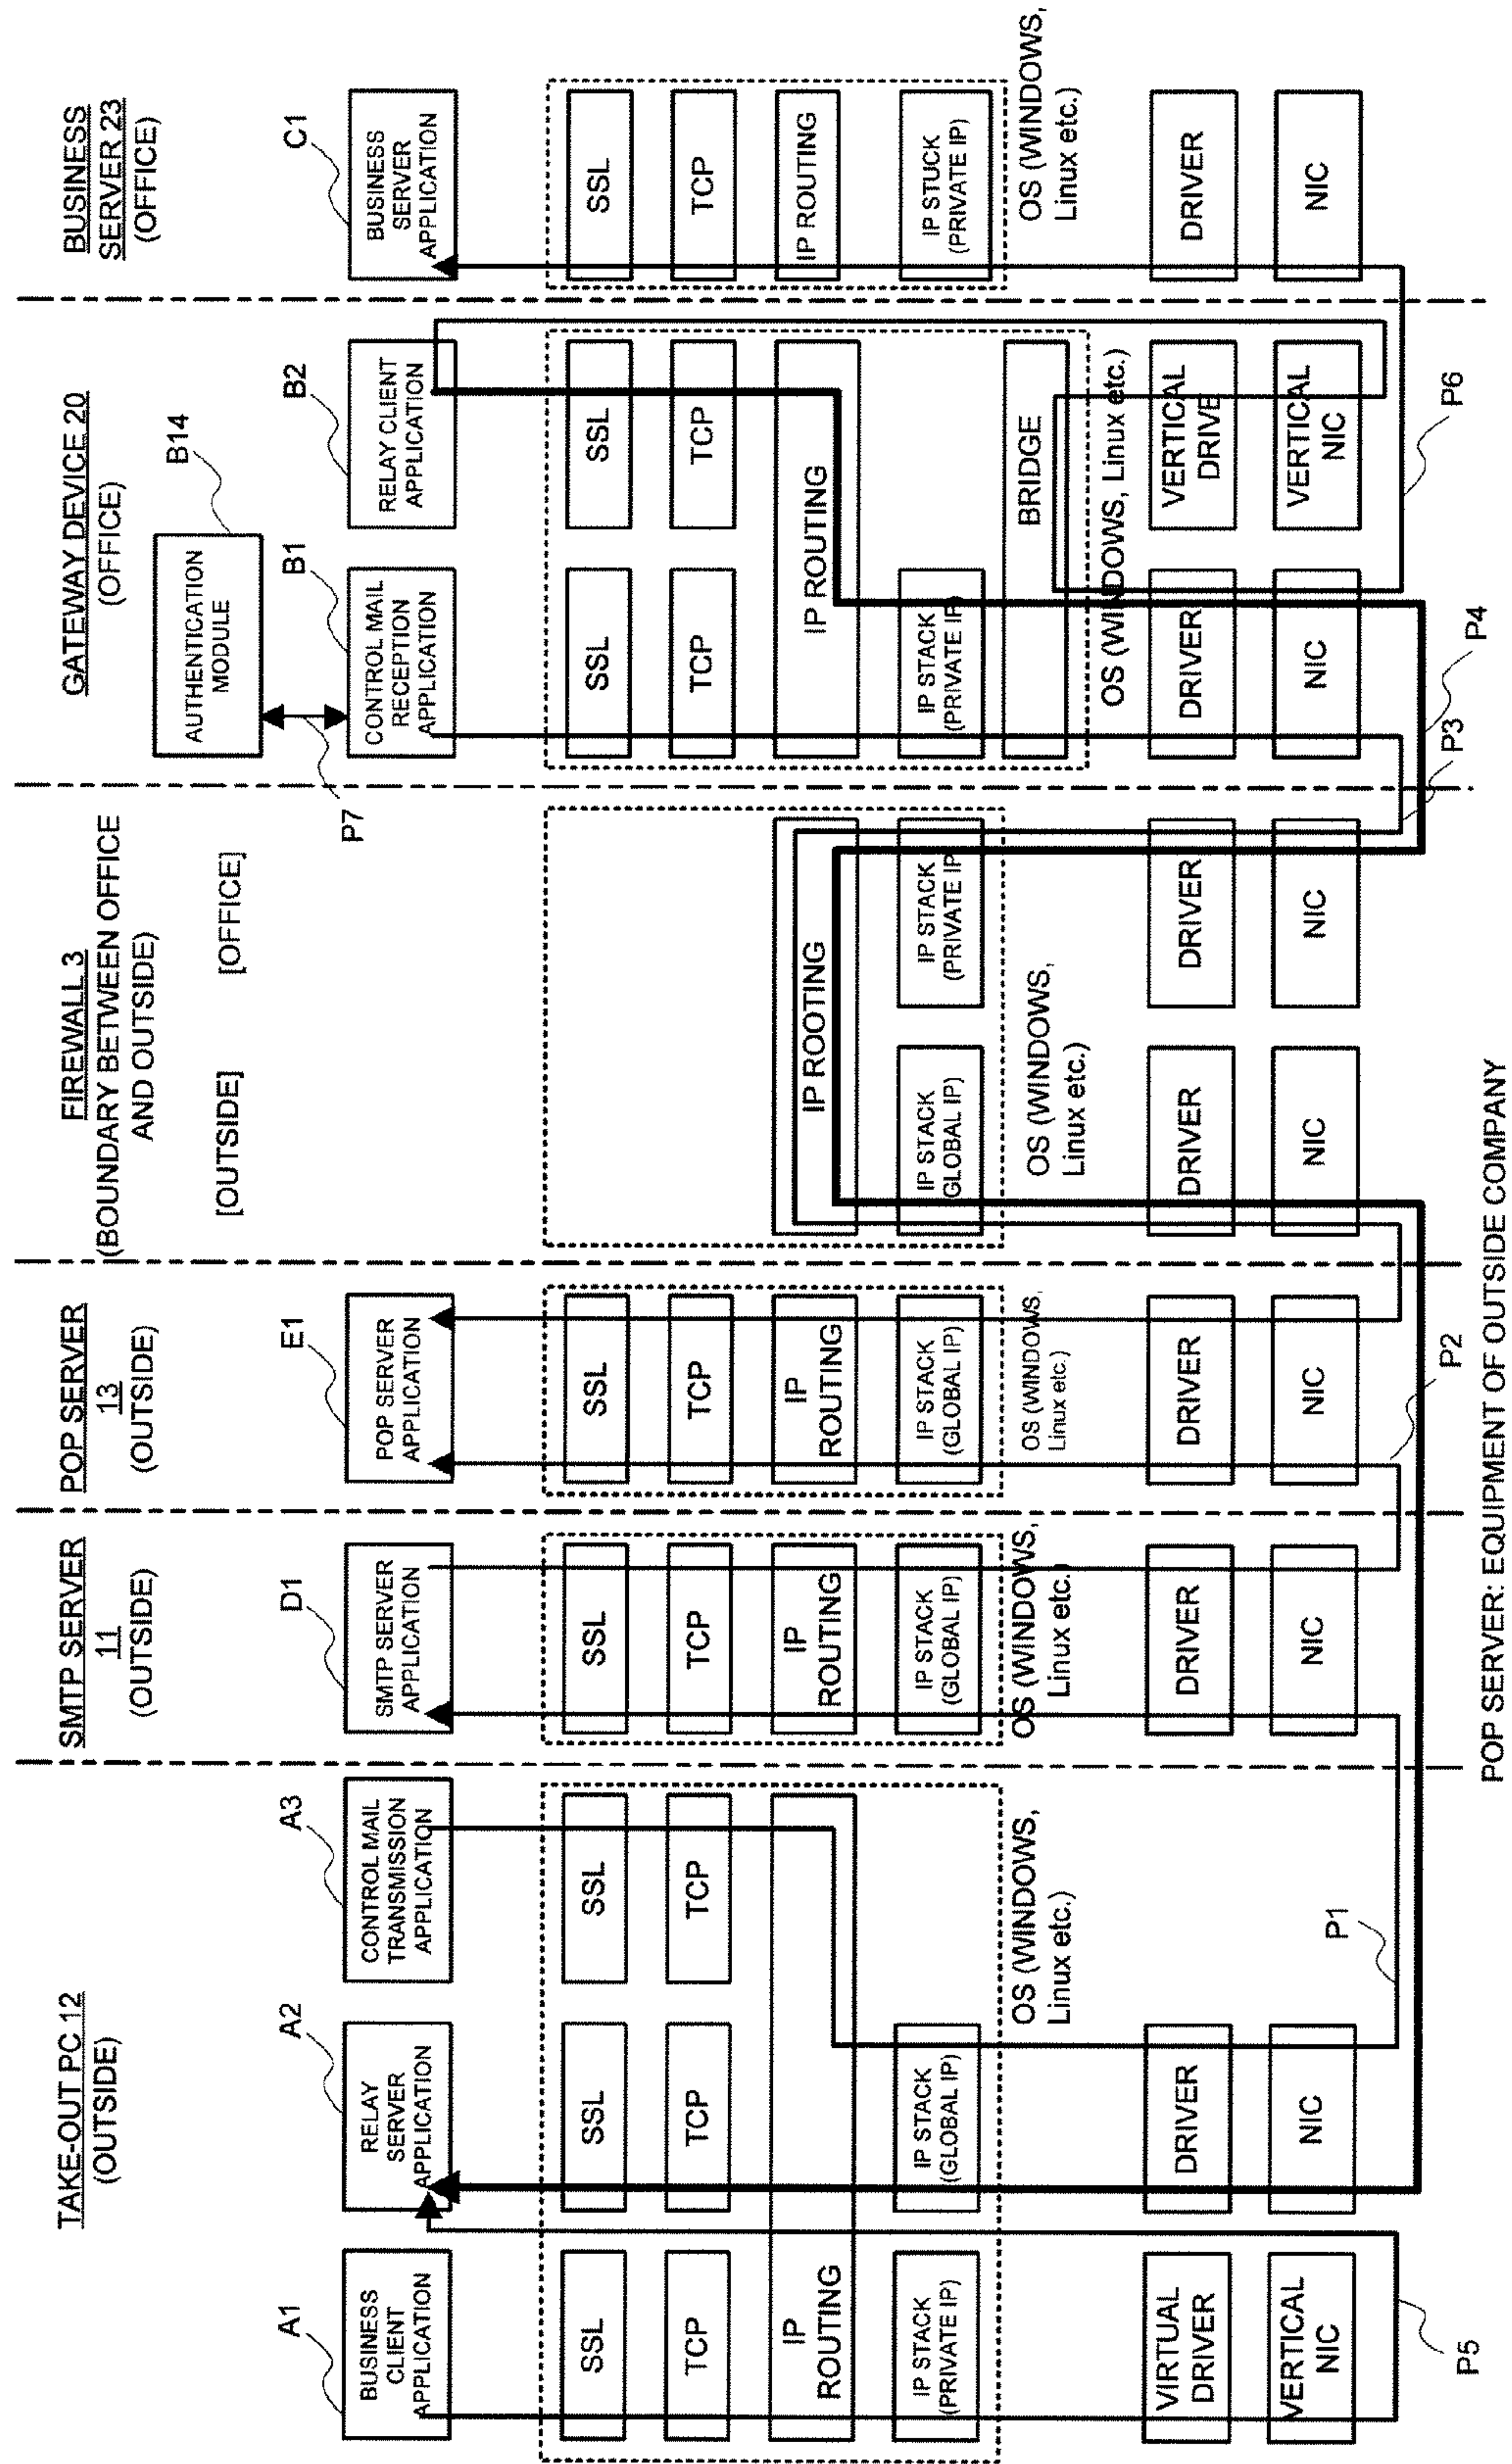 TAKE-OUT PC 12
(OUTSIDE)
A1
BUSINESS
CLIENT
APPLICATION
A2
RELAY
SERVER
APPLICATION
A3
CONTROL MAIL
TRANSMISSION
APPLICATION
SSL
SSL
SSL
TCP
TCP
TCP
IP
ROUTING
IP STACK
(PRIVATE IP)
IP STACK
(GLOBAL IP)
OS (WINDOWS,
Linux etc.)
VIRTUAL
DRIVER
DRIVER
VERTICAL
NIC
NIC
P5
P1
SMTP SERVER
11
(OUTSIDE)
D1
SMTP SERVER
APPLICATION
SSL
TCP
IP
ROUTING
IP STACK
(GLOBAL IP)
OS (WINDOWS,
Linux etc.)
DRIVER
NIC
POP SERVER
13
(OUTSIDE)
E1
POP SERVER
APPLICATION
SSL
TCP
IP
ROUTING
IP STACK
(GLOBAL IP)
OS (WINDOWS,
Linux etc.)
DRIVER
NIC
P2
FIREWALL 3
(BOUNDARY BETWEEN OFFICE
AND OUTSIDE)
[OUTSIDE]
[OFFICE]
IP ROOTING
IP STACK
(GLOBAL IP)
IP STACK
(PRIVATE IP)
OS (WINDOWS,
Linux etc.)
DRIVER
DRIVER
NIC
NIC
GATEWAY DEVICE 20
(OFFICE)
B14
AUTHENTICATION
MODULE
P7
B1
CONTROL MAIL
RECEPTION
APPLICATION
B2
RELAY CLIENT
APPLICATION
SSL
SSL
TCP
TCP
IP ROUTING
IP STACK
(PRIVATE IP)
BRIDGE
OS (WINDOWS, Linux etc.)
DRIVER
VERTICAL
DRIVE
NIC
VERTICAL
NIC
P3
P4
P6
BUSINESS
SERVER 23
(OFFICE)
C1
BUSINESS
SERVER
APPLICATION
SSL
TCP
IP ROUTING
IP STUCK
(PRIVATE IP)
OS (WINDOWS,
Linux etc.)
DRIVER
NIC
POP SERVER: EQUIPMENT OF OUTSIDE COMPANY